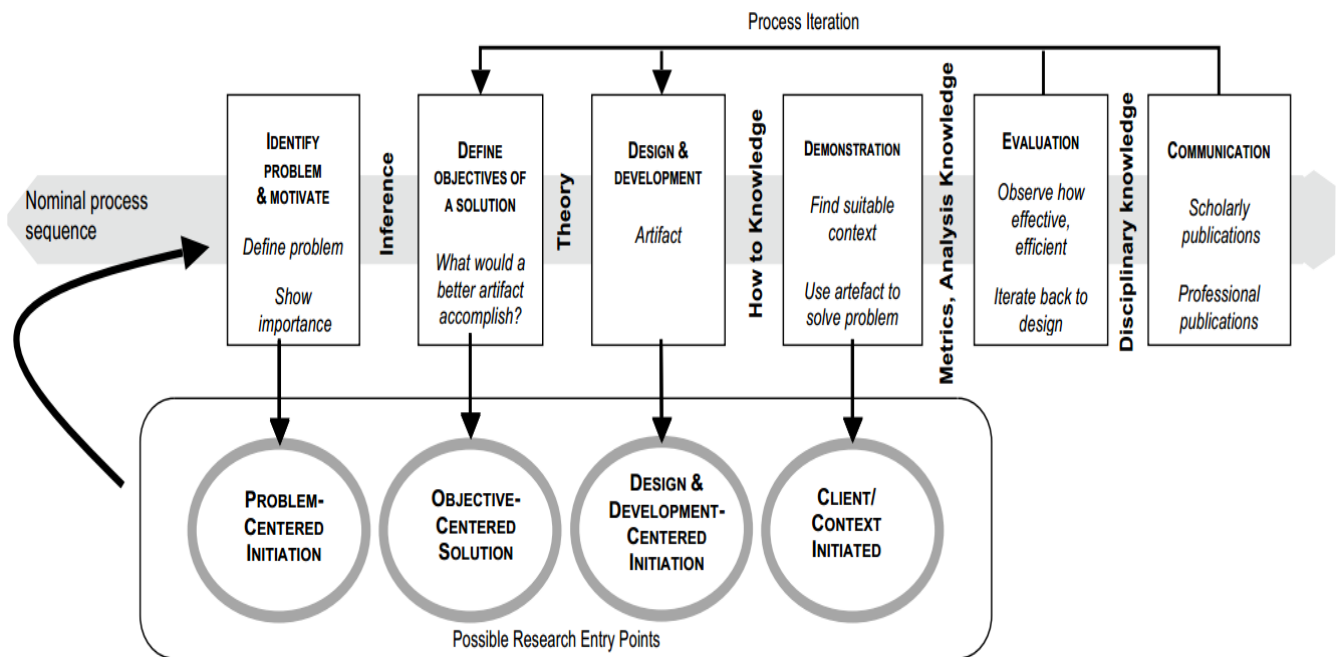 Process Iteration
Nominal process
sequence
IDENTIFY
PROBLEM
& MOTIVATE
Define problem
Show
importance
Inference
DEFINE
OBJECTIVES OF
A SOLUTION
What would a
better artifact
accomplish?
Theory
DESIGN &
DEVELOPMENT
Artifact
How to Knowledge
DEMONSTRATION
Find suitable
context
Use artefact to
solve problem
Metrics, Analysis Knowledge
EVALUATION
Observe how
effective,
efficient
Iterate back to
design
Disciplinary knowledge
COMMUNICATION
Scholarly
publications
Professional
publications
PROBLEM-
CENTERED
INITIATION
OBJECTIVE-
CENTERED
SOLUTION
DESIGN &
DEVELOPMENT-
CENTERED
INITIATION
CLIENT/
CONTEXT
INITIATED
Possible Research Entry Points